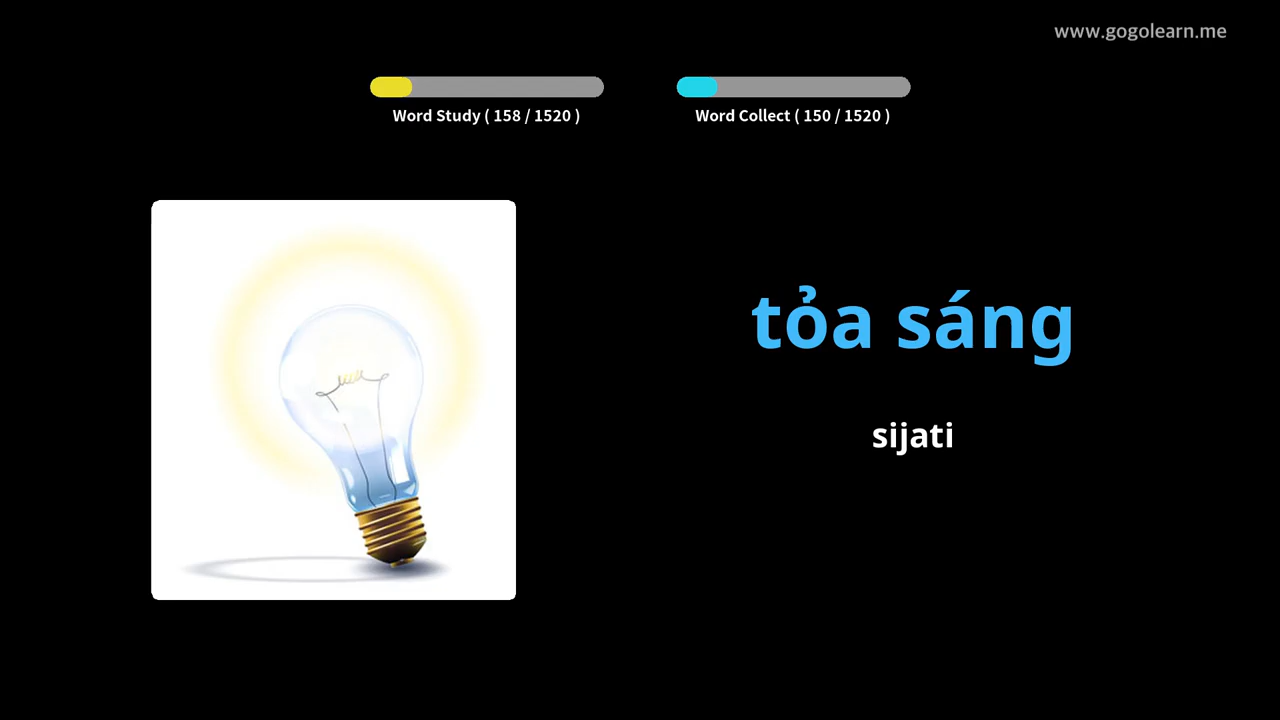 www.gogolearn.me
Word Study ( 158 / 1520 )
Word Collect ( 150 / 1520 )
tỏa sáng
sijati